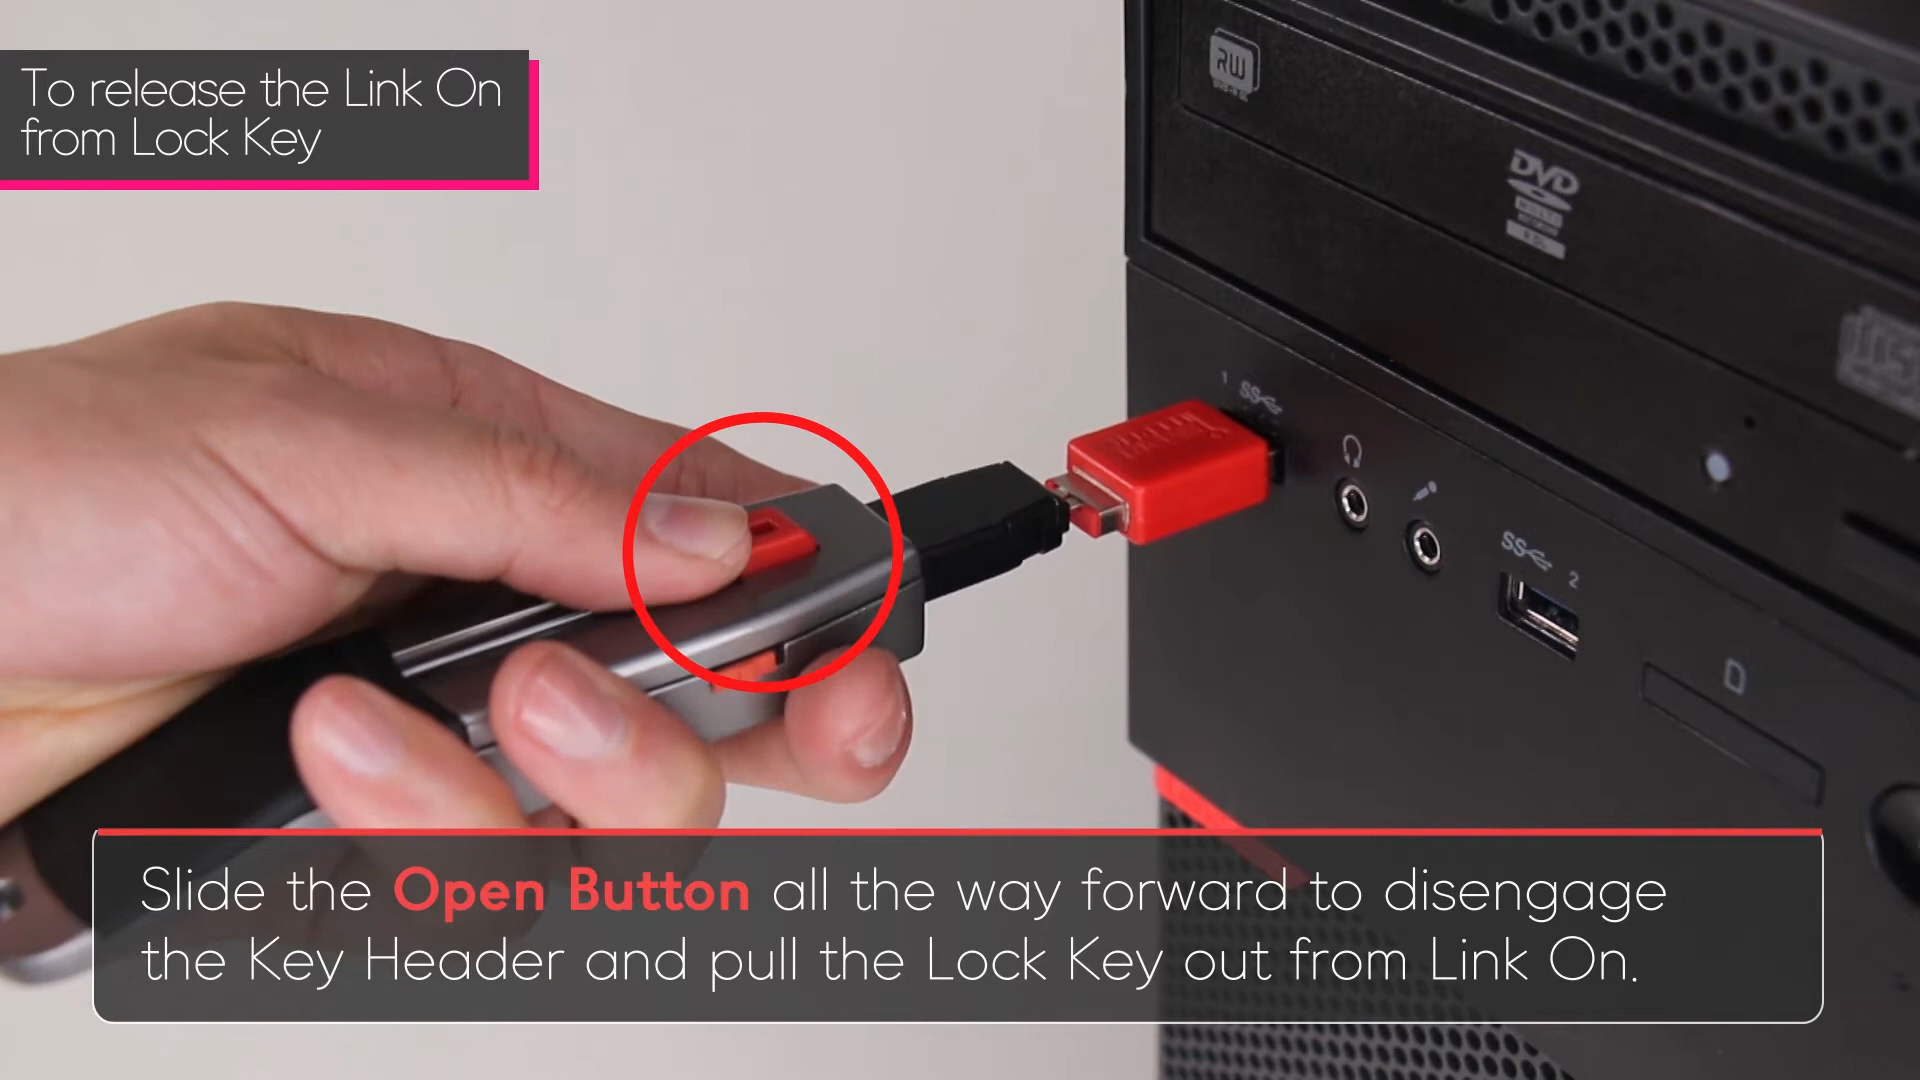 To release the Link On
from Lock Key
RW
DVD
MULTI
1
SS
SS
2
Slide the Open Button all the way forward to disengage
the Key Header and pull the Lock Key out from Link On.